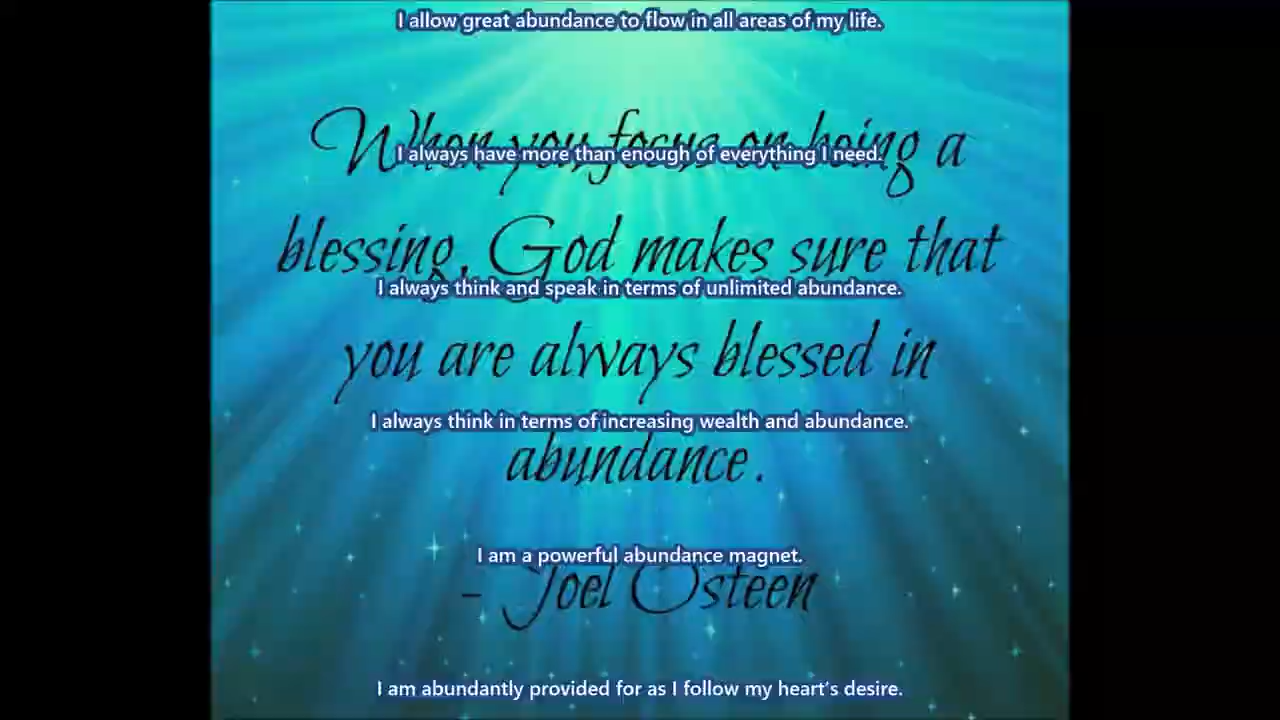 I allow great abundance to flow in all areas of my life.
When you focus on being a
I always have more than enough of everything I need.
blessing, God makes sure that
I always think and speak in terms of unlimited abundance.
you are always blessed in
I always think in terms of increasing wealth and abundance.
abundance.
I am a powerful abundance magnet.
- Joel Osteen
I am abundantly provided for as I follow my heart's desire.